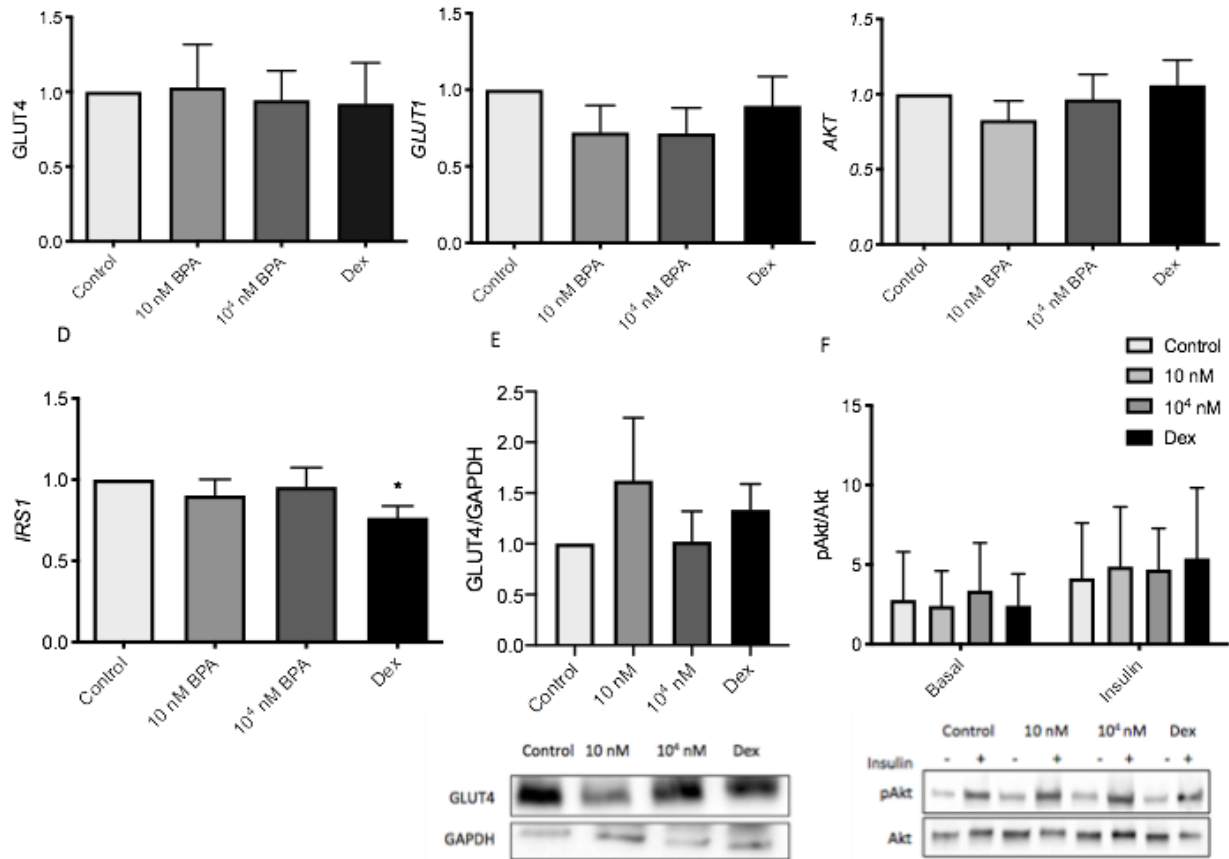 GLUT4
1.5
1.0
0.5
0.0
Control
10 nM BPA
10⁴ nM BPA
Dex
GLUT1
1.5
1.0
0.5
0.0
Control
10 nM BPA
10⁴ nM BPA
Dex
AKT
1.5
1.0
0.5
0.0
Control
10 nM BPA
10⁴ nM BPA
Dex
D
IRS1
1.5
1.0
0.5
0.0
*
Control
10 nM BPA
10⁴ nM BPA
Dex
E
GLUT4/GAPDH
2.5
2.0
1.5
1.0
0.5
0.0
Control
10 nM
10⁴ nM
Dex
Control 10 nM 10⁴ nM Dex
GLUT4
GAPDH
F
Control
10 nM
10⁴ nM
Dex
pAkt/Akt
15
10
5
0
Basal
Insulin
Control 10 nM 10⁴ nM Dex
Insulin - + - + - + - +
pAkt
Akt